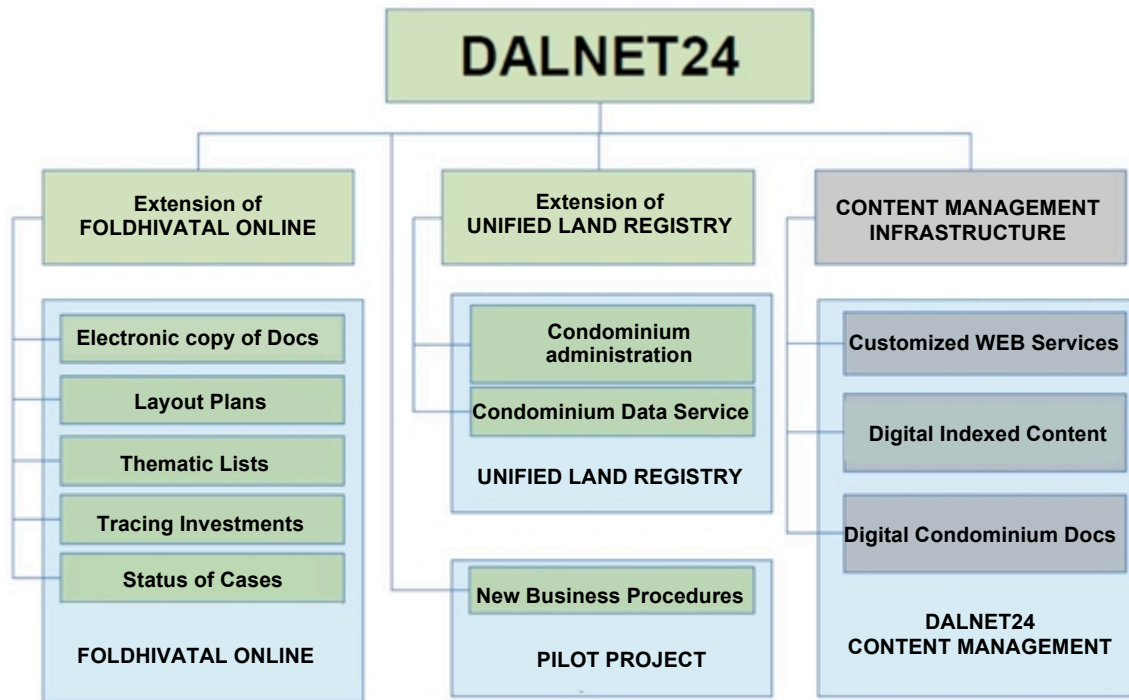 DALNET24
Extension of
FOLDHIVATAL ONLINE
Electronic copy of Docs
Layout Plans
Thematic Lists
Tracing Investments
Status of Cases
FOLDHIVATAL ONLINE
Extension of
UNIFIED LAND REGISTRY
Condominium
administration
Condominium Data Service
UNIFIED LAND REGISTRY
New Business Procedures
PILOT PROJECT
CONTENT MANAGEMENT
INFRASTRUCTURE
Customized WEB Services
Digital Indexed Content
Digital Condominium Docs
DALNET24
CONTENT MANAGEMENT